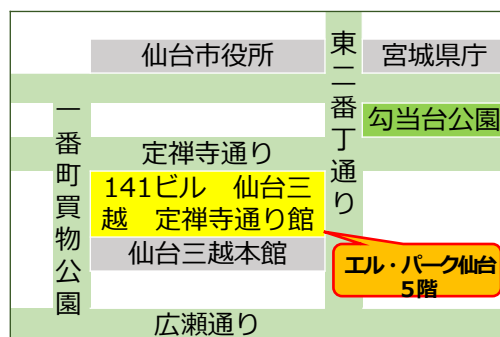 仙台市役所
東二番丁通り
宮城県庁
勾当台公園
一番町買物公園
定禅寺通り
141ビル　仙台三
越　定禅寺通り館
仙台三越本館
エル・パーク仙台
5階
広瀬通り